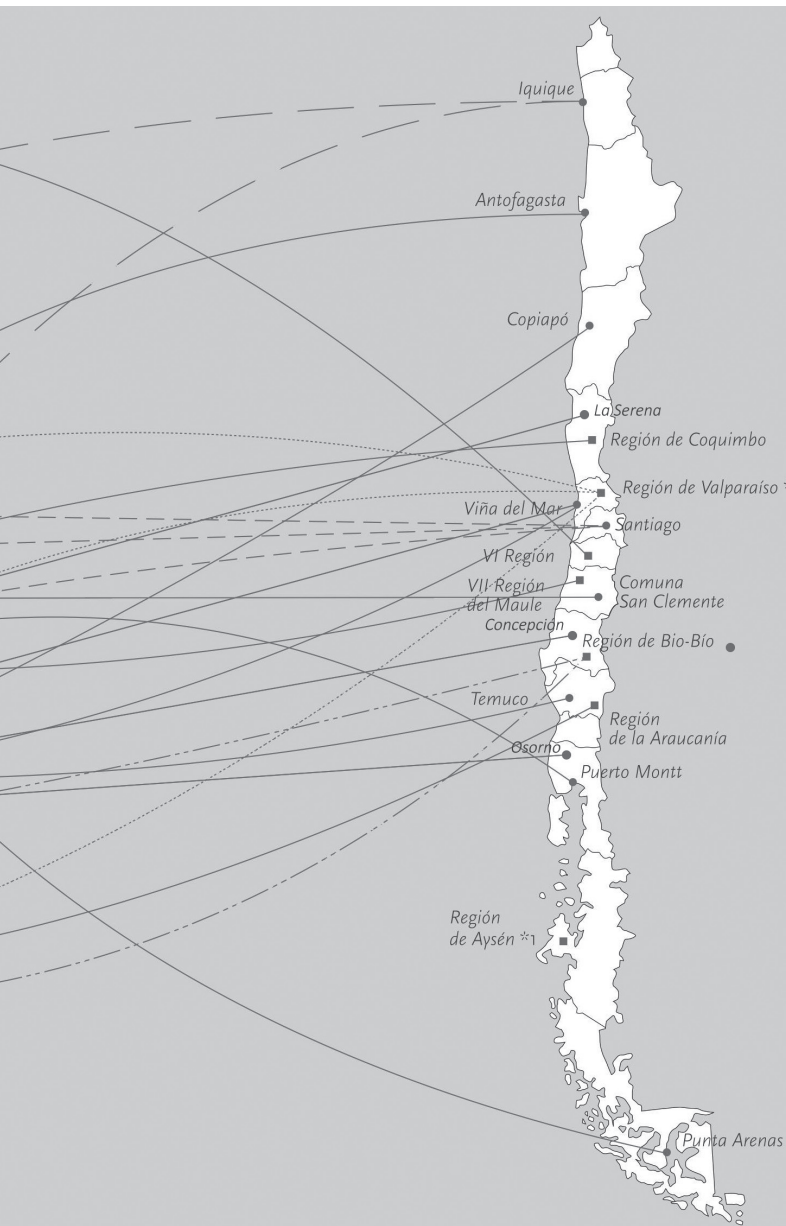 Iquique
Antofagasta
Copiapó
La Serena
Región de Coquimbo
Región de Valparaíso
Viña del Mar
Santiago
VI Región
VII Región
del Maule
Comuna
San Clemente
Concepción
Región de Bio-Bío
Temuco
Región
de la Araucanía
Osorno
Puerto Montt
Región
de Aysén *1
Punta Arenas